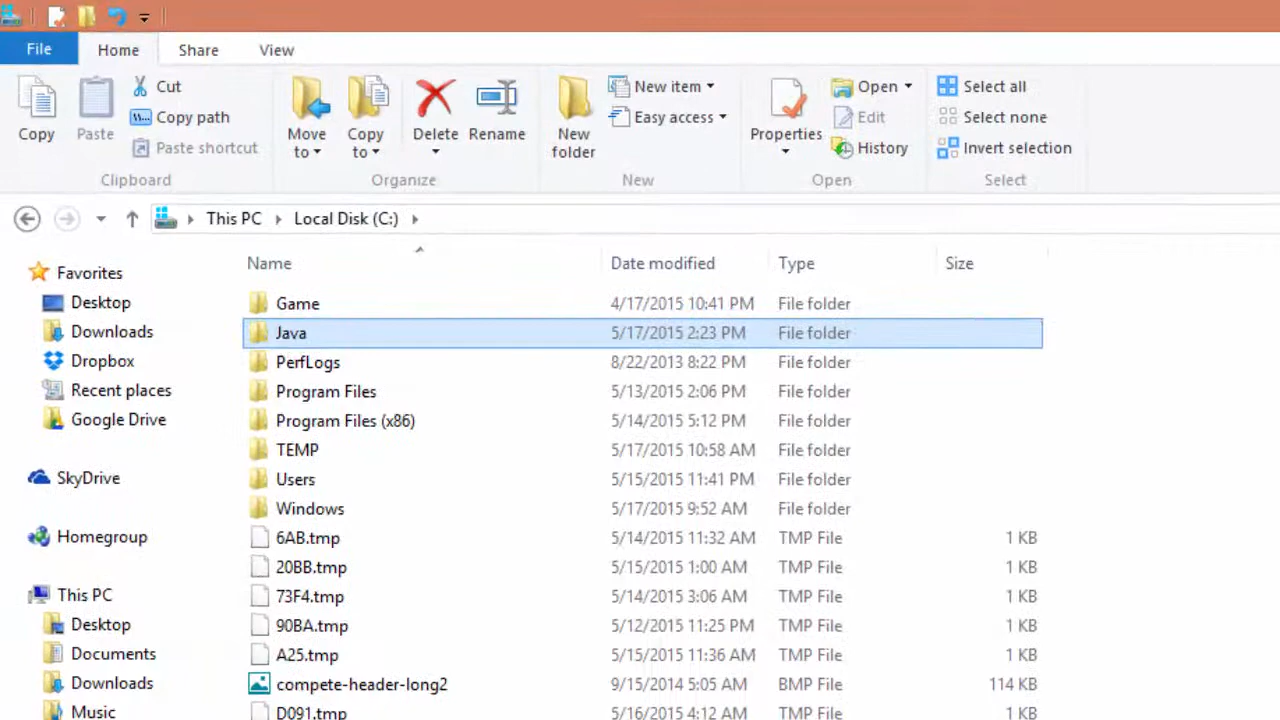 File Home Share View
Copy Paste Cut Copy path Paste shortcut Clipboard
Move to Copy to Delete Rename Organize
New folder New item Easy access New
Properties Open Edit History Open
Select all Select none Invert selection Select
This PC Local Disk (C:)
Name Date modified Type Size
Favorites
Desktop
Downloads
Dropbox
Recent places
Google Drive
SkyDrive
Homegroup
This PC
Desktop
Documents
Downloads
Music
Game 4/17/2015 10:41 PM File folder
Java 5/17/2015 2:23 PM File folder
PerfLogs 8/22/2013 8:22 PM File folder
Program Files 5/13/2015 2:06 PM File folder
Program Files (x86) 5/14/2015 5:12 PM File folder
TEMP 5/17/2015 10:58 AM File folder
Users 5/15/2015 11:41 PM File folder
Windows 5/17/2015 9:52 AM File folder
6AB.tmp 5/14/2015 11:32 AM TMP File 1 KB
20BB.tmp 5/15/2015 1:00 AM TMP File 1 KB
73F4.tmp 5/14/2015 3:06 AM TMP File 1 KB
90BA.tmp 5/12/2015 11:25 PM TMP File 1 KB
A25.tmp 5/15/2015 11:36 AM TMP File 1 KB
compete-header-long2 9/15/2014 5:05 AM BMP File 114 KB
D091.tmp 5/16/2015 4:12 AM TMP File 1 KB